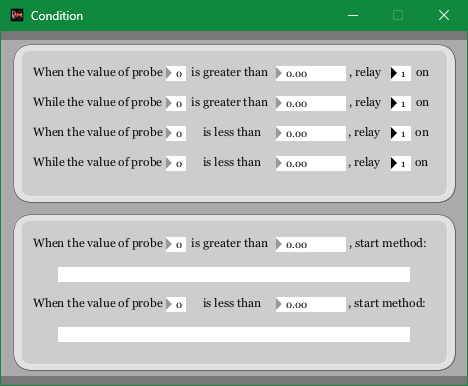 Condition
When the value of probe 0 is greater than 0.00 , relay 1 on
While the value of probe 0 is greater than 0.00 , relay 1 on
When the value of probe 0 is less than 0.00 , relay 1 on
While the value of probe 0 is less than 0.00 , relay 1 on
When the value of probe 0 is greater than 0.00 , start method:
When the value of probe 0 is less than 0.00 , start method: